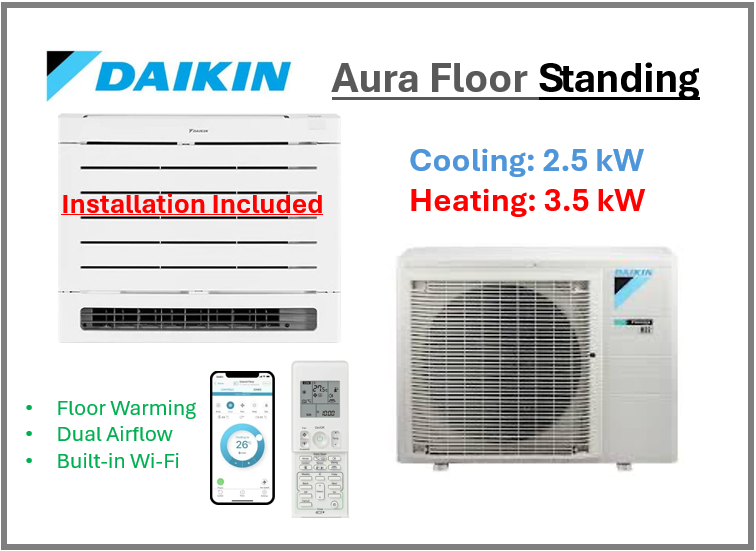 DAIKIN
Aura Floor Standing
DAIKIN
Cooling: 2.5 kW
Heating: 3.5 kW
Installation Included
DAIKIN
• Floor Warming
• Dual Airflow
• Built-in Wi-Fi
26°